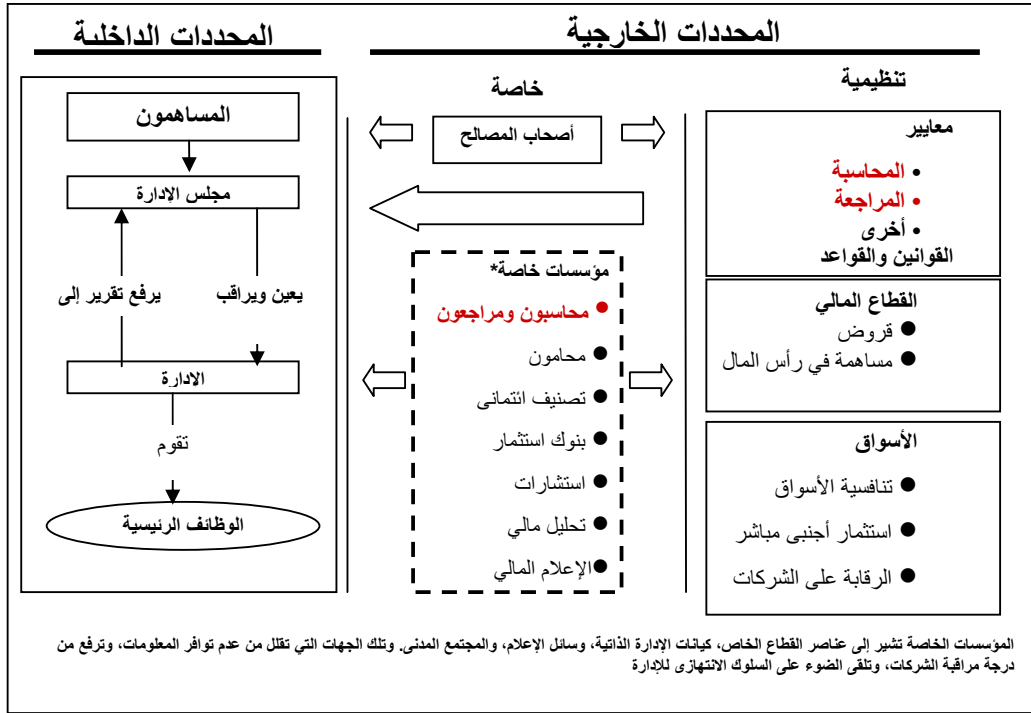 المحددات الخارجية
المحددات الداخلية
تنظيمية
معايير
• المحاسبة
• المراجعة
• أخرى
القوانين والقواعد
القطاع المالي
● قروض
● مساهمة في رأس المال
الأسواق
● تنافسية الأسواق
● استثمار أجنبى مباشر
● الرقابة على الشركات
خاصة
أصحاب المصالح
مؤسسات خاصة*
● محاسبون ومراجعون
● محامون
● تصنيف ائتمانى
● بنوك استثمار
● استشارات
● تحليل مالي
● الإعلام المالي
المساهمون
مجلس الإدارة
يعين ويراقب
يرفع تقرير إلى
الادارة
تقوم
الوظائف الرئيسية
المؤسسات الخاصة تشير إلى عناصر القطاع الخاص، كيانات الإدارة الذاتية، وسائل الإعلام، والمجتمع المدنى. وتلك الجهات التي تقلل من عدم توافر المعلومات، وترفع من
درجة مراقبة الشركات، وتلقى الضوء على السلوك الانتهازى للإدارة